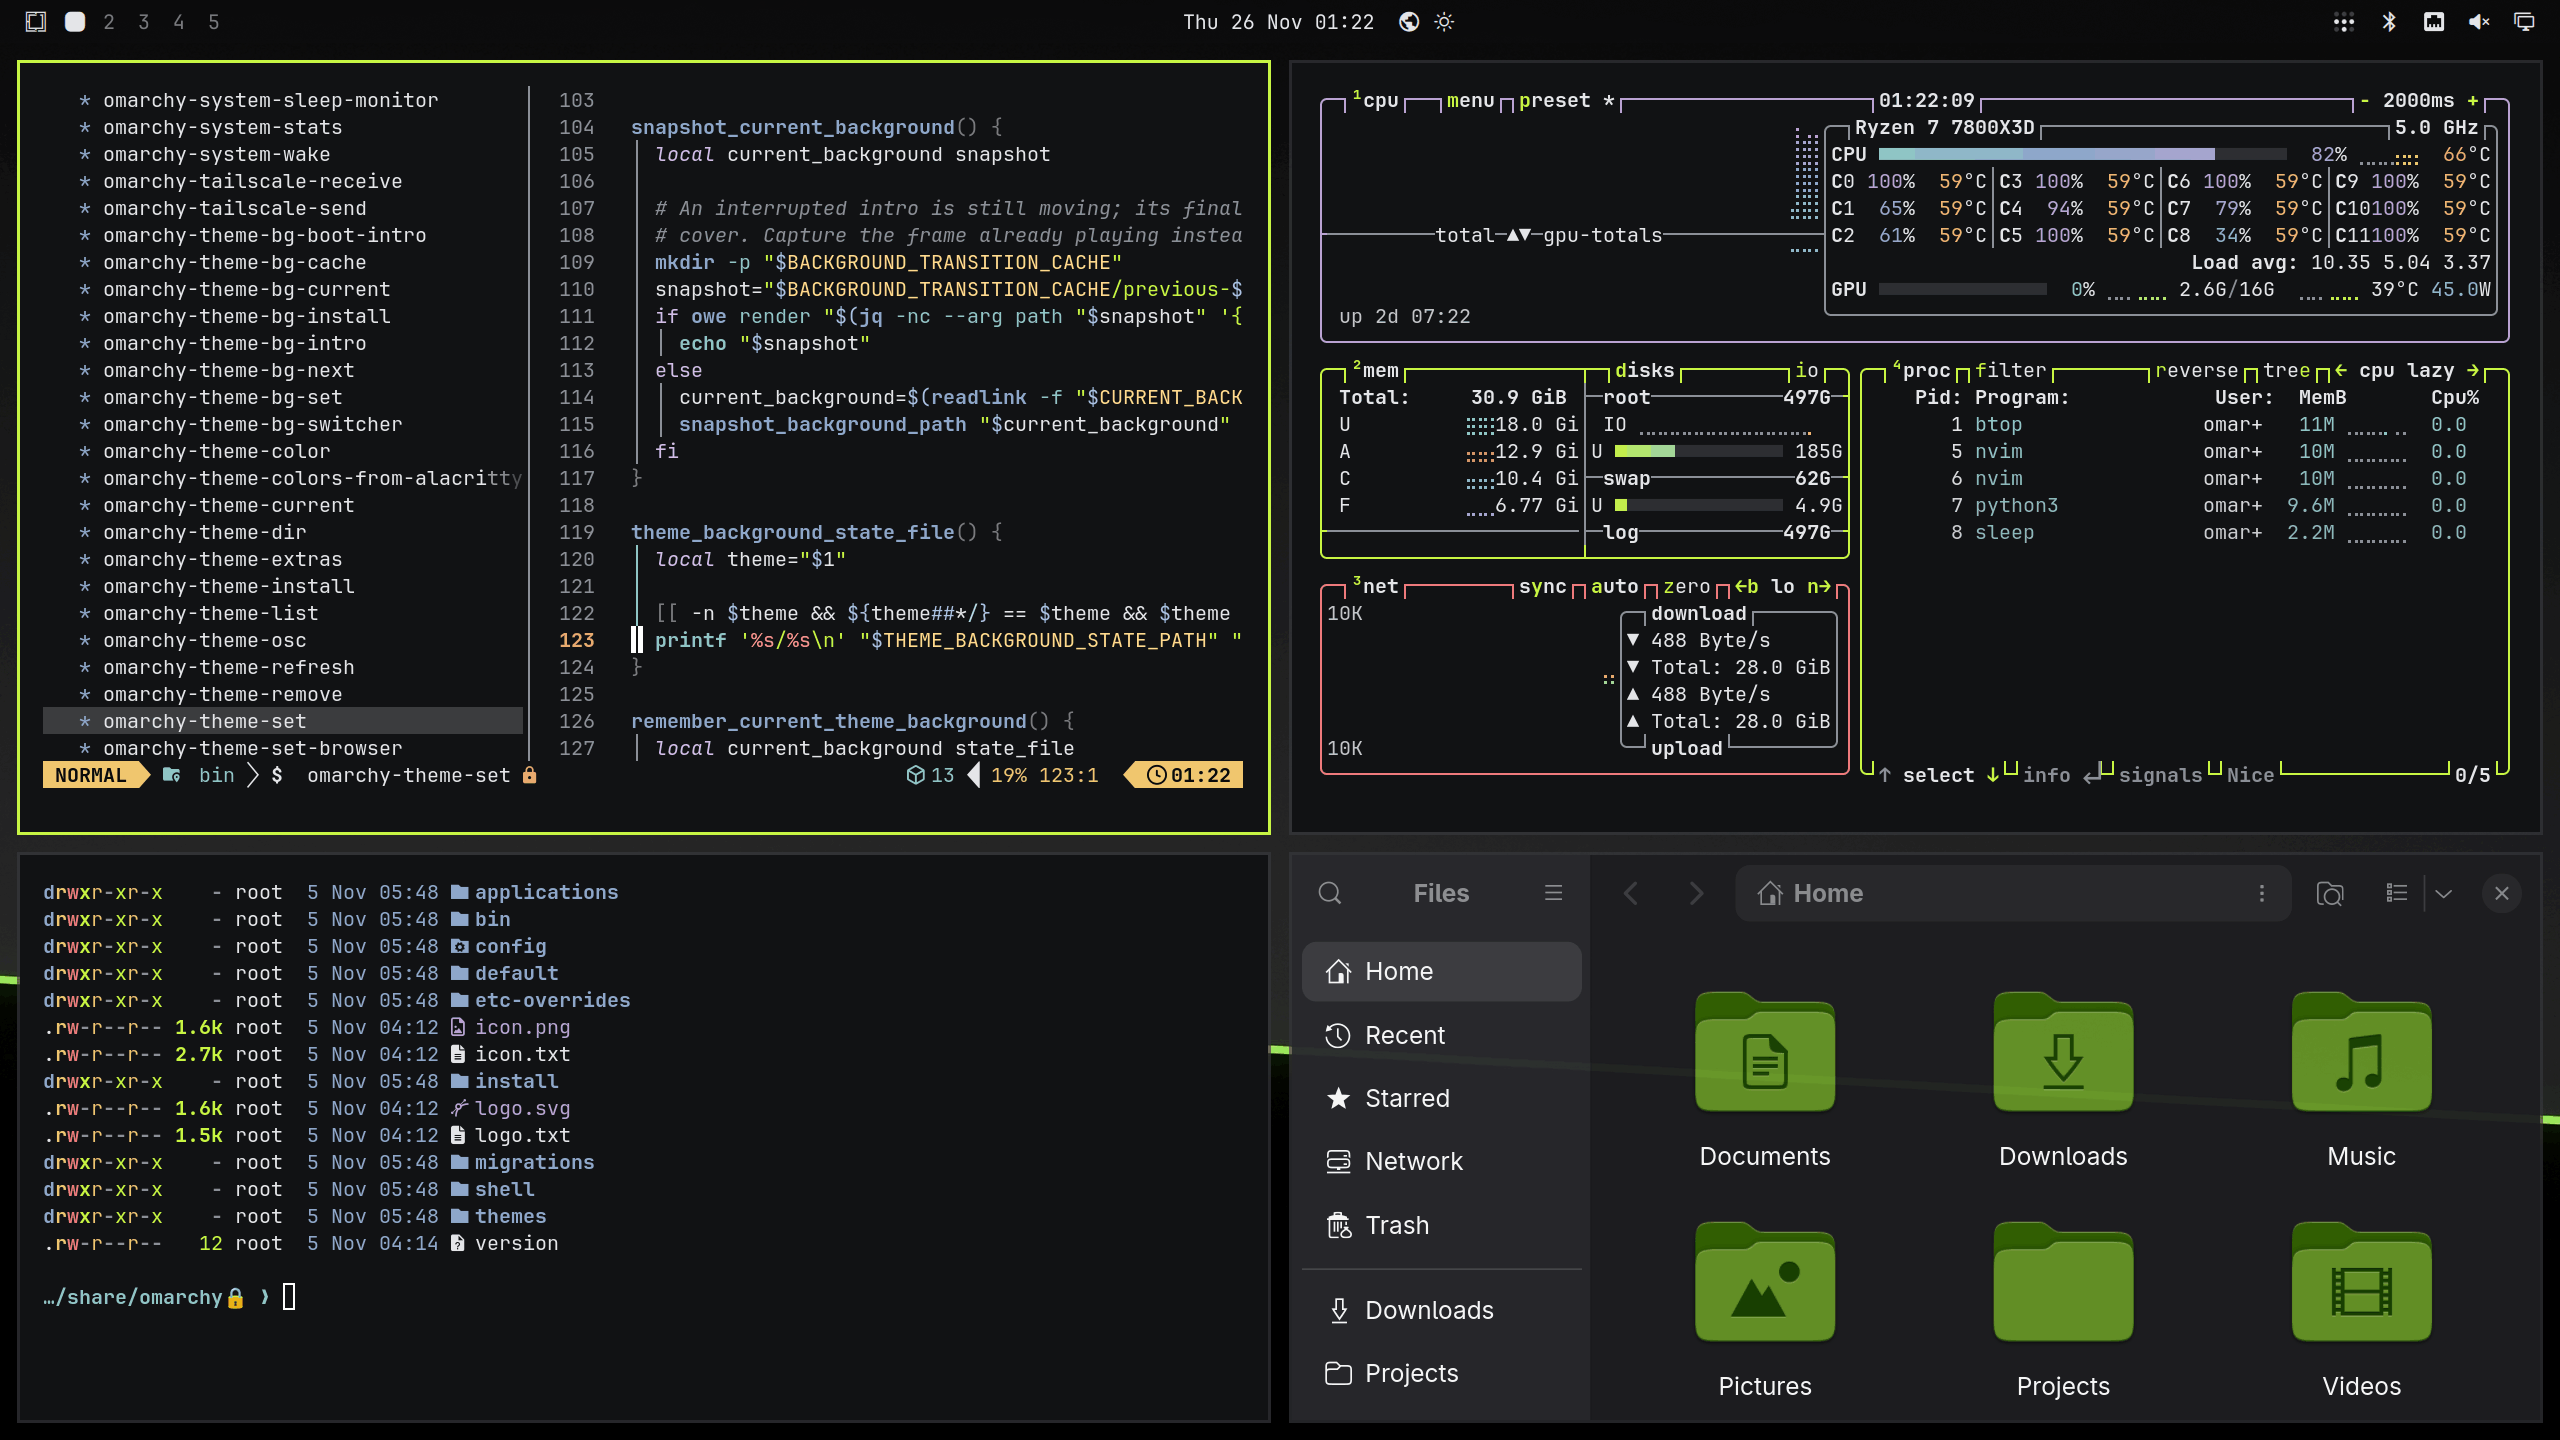 2 3 4 5
Thu 26 Nov 01:22
* omarchy-system-sleep-monitor
* omarchy-system-stats
* omarchy-system-wake
* omarchy-tailscale-receive
* omarchy-tailscale-send
* omarchy-theme-bg-boot-intro
* omarchy-theme-bg-cache
* omarchy-theme-bg-current
* omarchy-theme-bg-install
* omarchy-theme-bg-intro
* omarchy-theme-bg-next
* omarchy-theme-bg-set
* omarchy-theme-bg-switcher
* omarchy-theme-color
* omarchy-theme-colors-from-alacritty
* omarchy-theme-current
* omarchy-theme-dir
* omarchy-theme-extras
* omarchy-theme-install
* omarchy-theme-list
* omarchy-theme-osc
* omarchy-theme-refresh
* omarchy-theme-remove
* omarchy-theme-set
* omarchy-theme-set-browser
103
104 snapshot_current_background() {
105 local current_background snapshot
106
107 # An interrupted intro is still moving; its final
108 # cover. Capture the frame already playing instea
109 mkdir -p "$BACKGROUND_TRANSITION_CACHE"
110 snapshot="$BACKGROUND_TRANSITION_CACHE/previous-$
111 if owe render "$(jq -nc --arg path "$snapshot" '{
112 echo "$snapshot"
113 else
114 current_background=$(readlink -f "$CURRENT_BACK
115 snapshot_background_path "$current_background"
116 fi
117 }
118
119 theme_background_state_file() {
120 local theme="$1"
121
122 [[ -n $theme && ${theme##*/} == $theme && $theme
123 printf '%s/%s\n' "$THEME_BACKGROUND_STATE_PATH" "
124 }
125
126 remember_current_theme_background() {
127 local current_background state_file
NORMAL bin $ omarchy-theme-set 13 19% 123:1 01:22
1cpu menu preset * 01:22:09 - 2000ms +
Ryzen 7 7800X3D 5.0 GHz
CPU 82% 66°C
C0 100% 59°C C3 100% 59°C C6 100% 59°C C9 100% 59°C
C1 65% 59°C C4 94% 59°C C7 79% 59°C C10100% 59°C
C2 61% 59°C C5 100% 59°C C8 34% 59°C C11100% 59°C
total ▲▼ gpu-totals
Load avg: 10.35 5.04 3.37
GPU 0% 2.6G/16G 39°C 45.0W
up 2d 07:22
2mem disks io
Total: 30.9 GiB root 497G
U 18.0 Gi IO
A 12.9 Gi U 185G
C 10.4 Gi swap 62G
F 6.77 Gi U 4.9G
log 497G
3net sync auto zero ←b lo n→
10K download
▼ 488 Byte/s
▼ Total: 28.0 GiB
▲ 488 Byte/s
▲ Total: 28.0 GiB
10K upload
4proc filter reverse tree ← cpu lazy →
Pid: Program: User: MemB Cpu%
1 btop omar+ 11M 0.0
5 nvim omar+ 10M 0.0
6 nvim omar+ 10M 0.0
7 python3 omar+ 9.6M 0.0
8 sleep omar+ 2.2M 0.0
↑ select ↓ info ↵ signals Nice 0/5
drwxr-xr-x - root 5 Nov 05:48 applications
drwxr-xr-x - root 5 Nov 05:48 bin
drwxr-xr-x - root 5 Nov 05:48 config
drwxr-xr-x - root 5 Nov 05:48 default
drwxr-xr-x - root 5 Nov 05:48 etc-overrides
.rw-r--r-- 1.6k root 5 Nov 04:12 icon.png
.rw-r--r-- 2.7k root 5 Nov 04:12 icon.txt
drwxr-xr-x - root 5 Nov 05:48 install
.rw-r--r-- 1.6k root 5 Nov 04:12 logo.svg
.rw-r--r-- 1.5k root 5 Nov 04:12 logo.txt
drwxr-xr-x - root 5 Nov 05:48 migrations
drwxr-xr-x - root 5 Nov 05:48 shell
drwxr-xr-x - root 5 Nov 05:48 themes
.rw-r--r-- 12 root 5 Nov 04:14 version
…/share/omarchy🔒 ❯
Files
Home
Recent
Starred
Network
Trash
Downloads
Projects
Home
Documents Downloads Music
Pictures Projects Videos